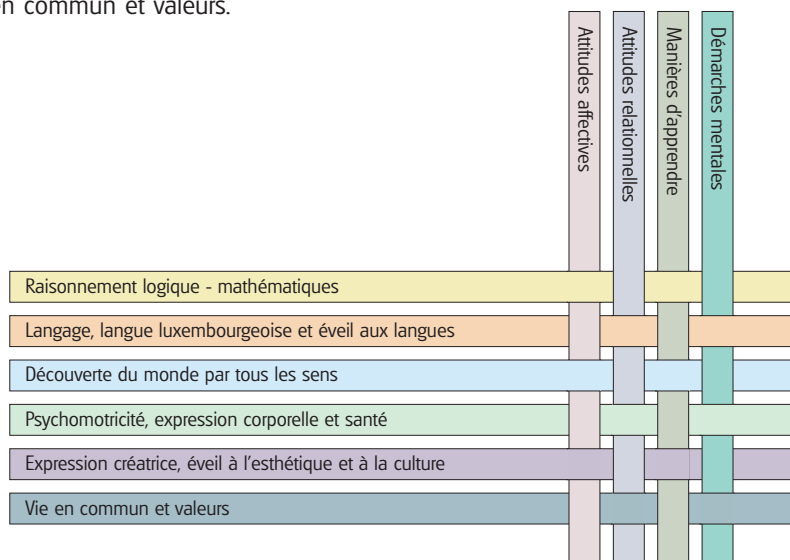 en commun et valeurs.
Attitudes affectives
Attitudes relationnelles
Manières d'apprendre
Démarches mentales
Raisonnement logique - mathématiques
Langage, langue luxembourgeoise et éveil aux langues
Découverte du monde par tous les sens
Psychomotricité, expression corporelle et santé
Expression créatrice, éveil à l'esthétique et à la culture
Vie en commun et valeurs